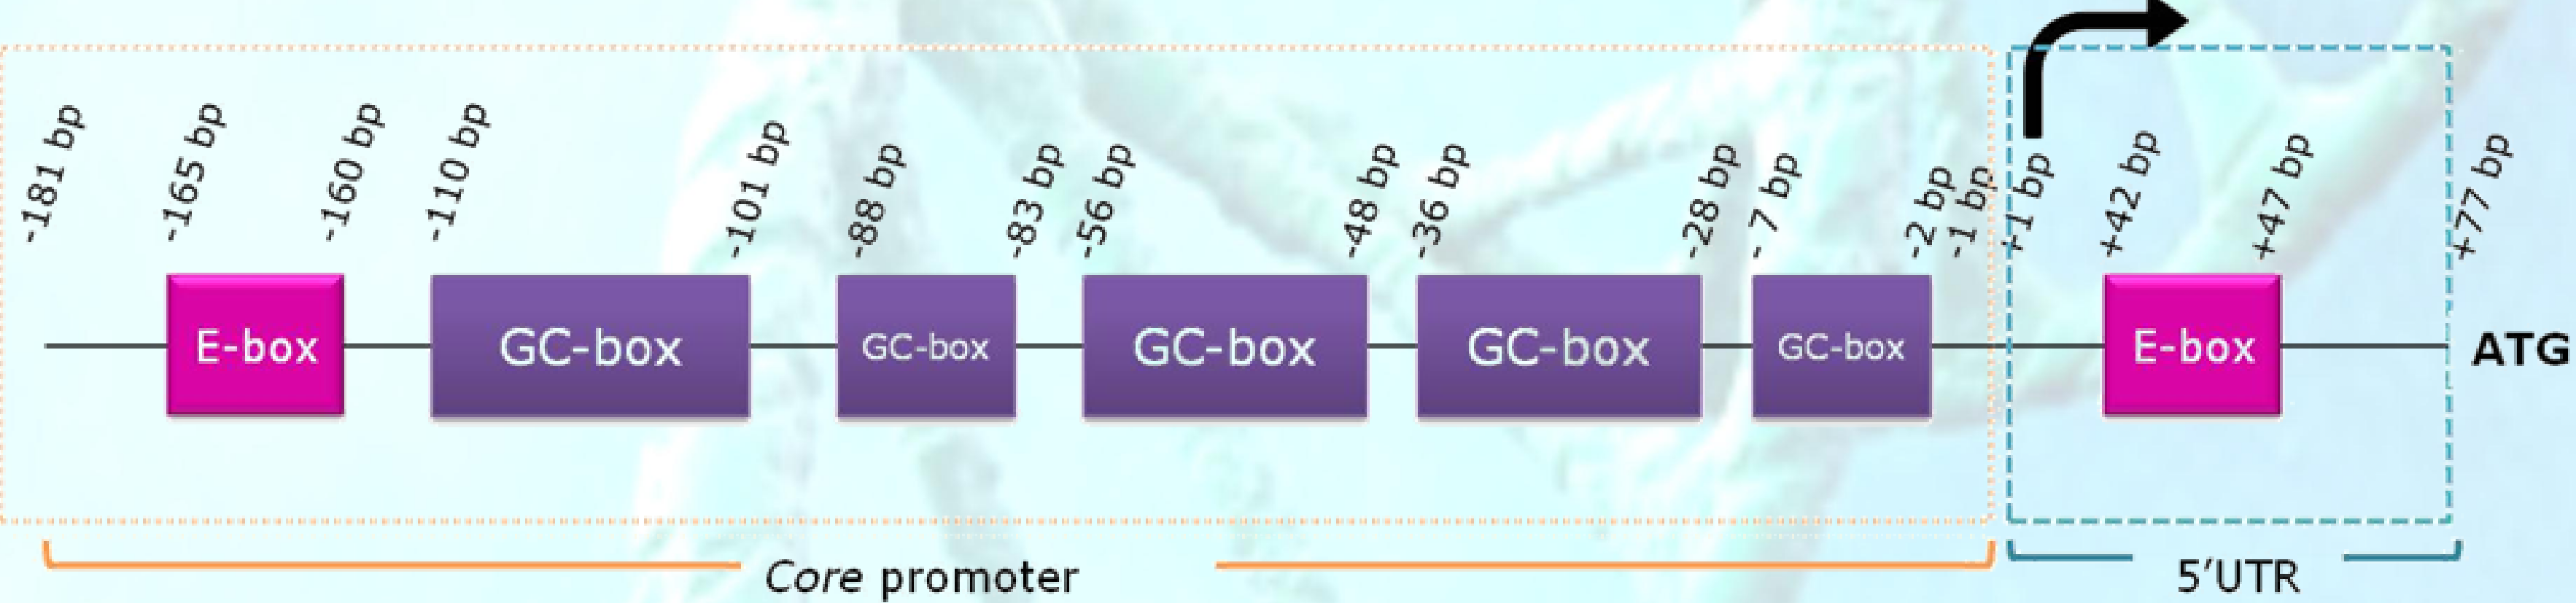 -181 bp
-165 bp
-160 bp
-110 bp
-101 bp
-88 bp
-83 bp
-56 bp
-48 bp
-36 bp
-28 bp
- 7 bp
-2 bp
-1 bp
+1 bp
+42 bp
+47 bp
+77 bp
E-box
GC-box
GC-box
GC-box
GC-box
GC-box
E-box
ATG
Core promoter
5′UTR